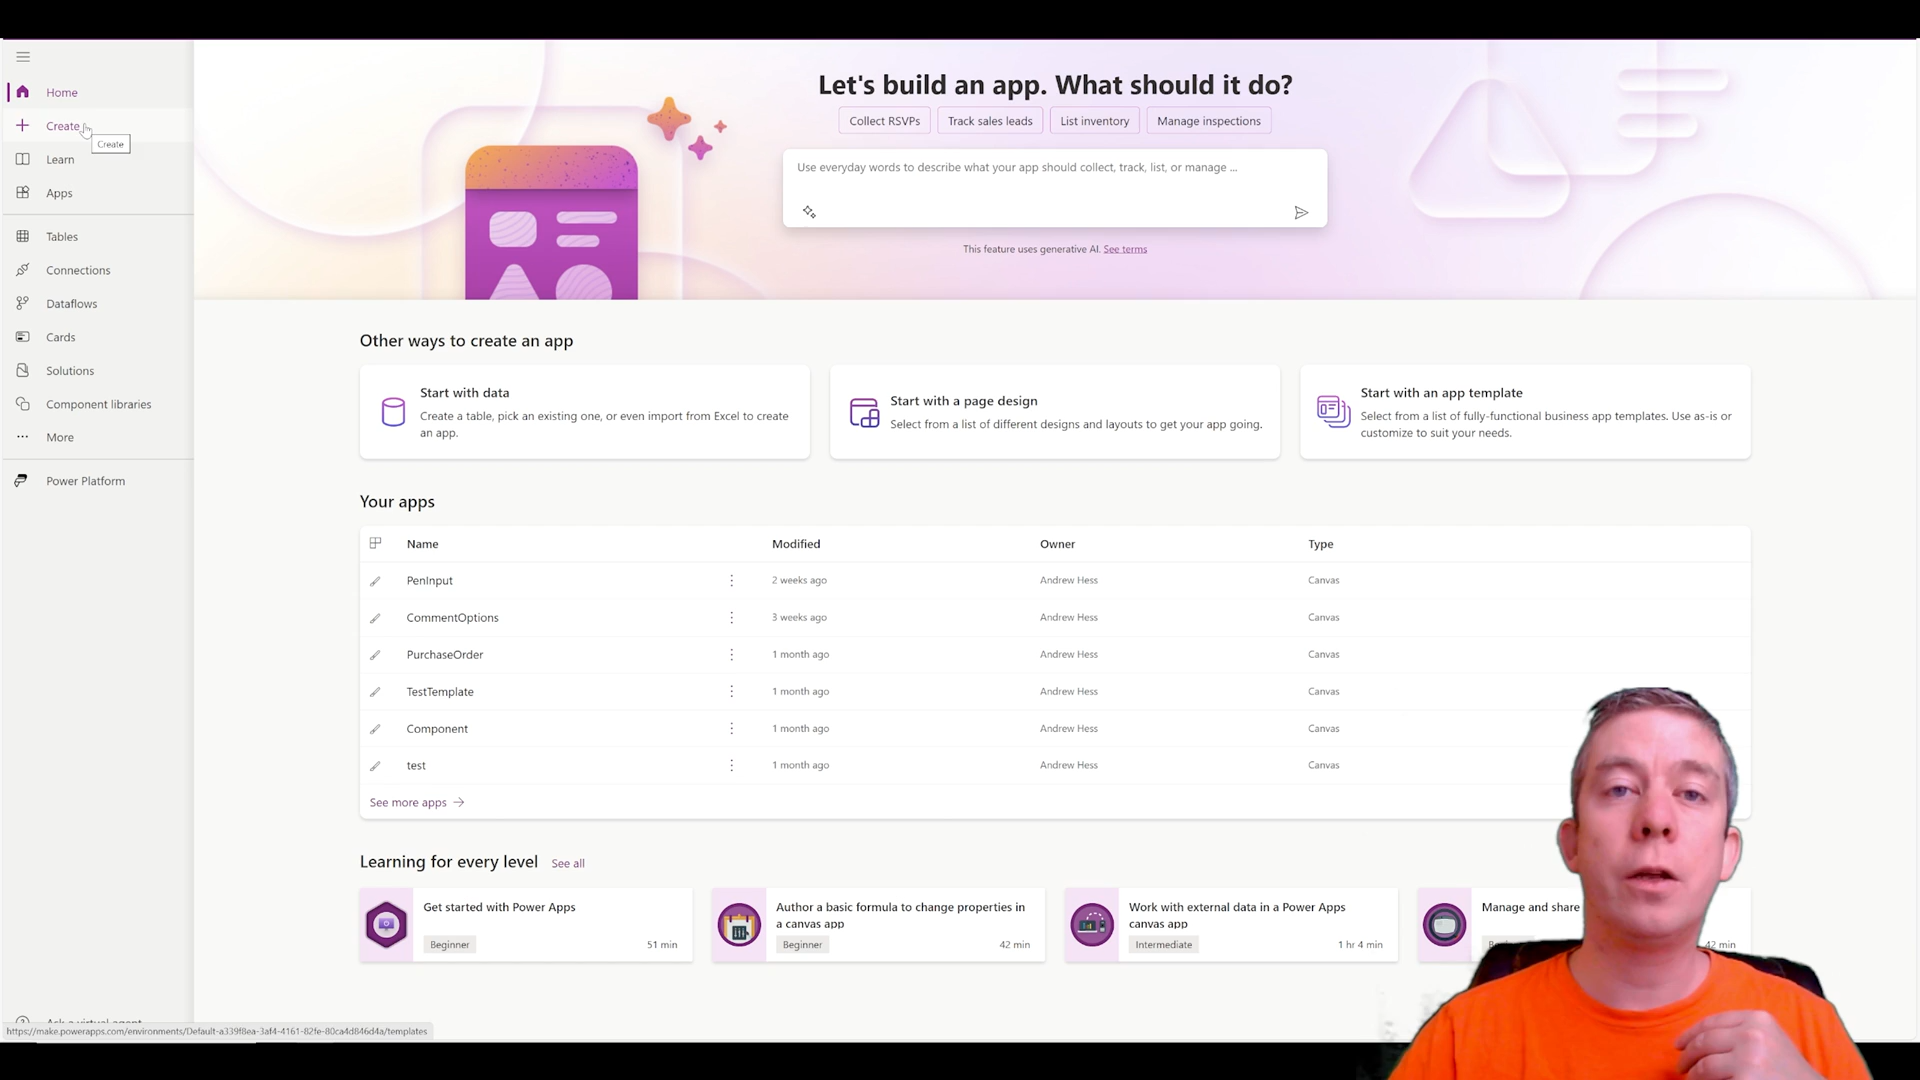 Home
Create
Create
Learn
Apps
Tables
Connections
Dataflows
Cards
Solutions
Component libraries
More
Power Platform
Let's build an app. What should it do?
Collect RSVPs
Track sales leads
List inventory
Manage inspections
Use everyday words to describe what your app should collect, track, list, or manage ...
This feature uses generative AI. See terms
Other ways to create an app
Start with data
Create a table, pick an existing one, or even import from Excel to create
an app.
Start with a page design
Select from a list of different designs and layouts to get your app going.
Start with an app template
Select from a list of fully-functional business app templates. Use as-is or
customize to suit your needs.
Your apps
Name Modified Owner Type
PenInput 2 weeks ago Andrew Hess Canvas
CommentOptions 3 weeks ago Andrew Hess Canvas
PurchaseOrder 1 month ago Andrew Hess Canvas
TestTemplate 1 month ago Andrew Hess Canvas
Component 1 month ago Andrew Hess Canvas
test 1 month ago Andrew Hess Canvas
See more apps
Learning for every level See all
Get started with Power Apps
Beginner 51 min
Author a basic formula to change properties in
a canvas app
Beginner 42 min
Work with external data in a Power Apps
canvas app
Intermediate 1 hr 4 min
Manage and share
42 min
Ask a virtual agent
https://make.powerapps.com/environments/Default-a339f8ea-3af4-4161-82fe-80ca4d846d4a/templates